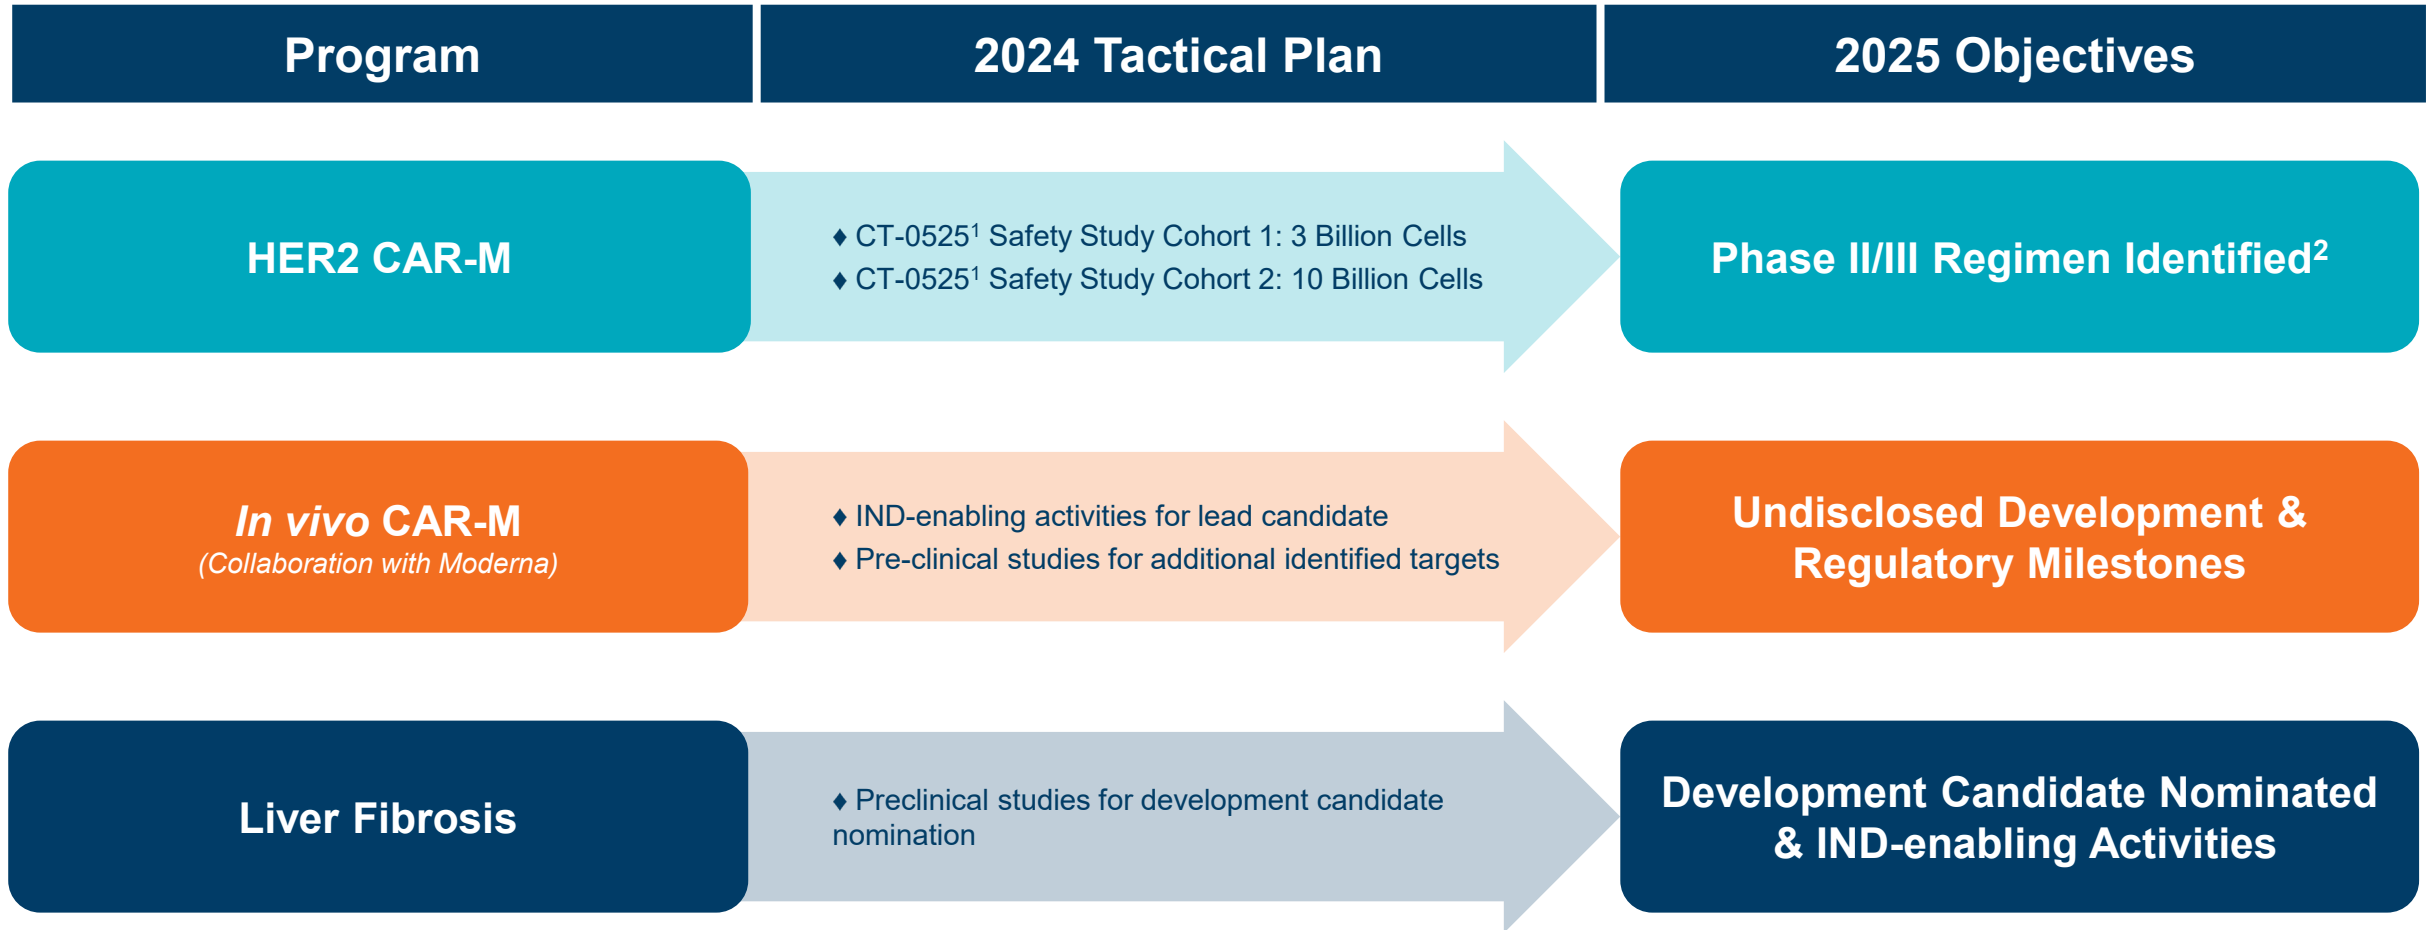 Program
2024 Tactical Plan
2025 Objectives
HER2 CAR-M
♦ CT-0525¹ Safety Study Cohort 1: 3 Billion Cells
♦ CT-0525¹ Safety Study Cohort 2: 10 Billion Cells
Phase II/III Regimen Identified²
In vivo CAR-M
(Collaboration with Moderna)
♦ IND-enabling activities for lead candidate
♦ Pre-clinical studies for additional identified targets
Undisclosed Development &
Regulatory Milestones
Liver Fibrosis
♦ Preclinical studies for development candidate
nomination
Development Candidate Nominated
& IND-enabling Activities